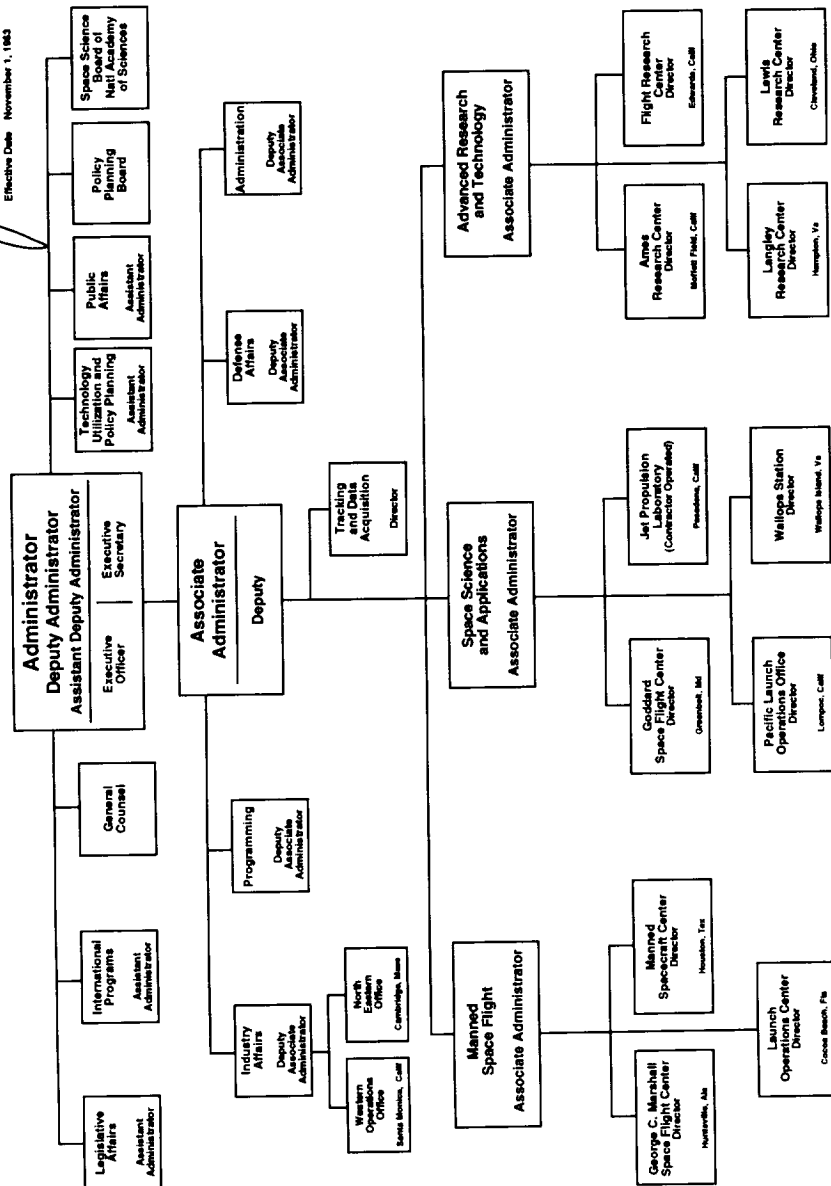 Effective Date November 1, 1963
Administrator
Deputy Administrator
Assistant Deputy Administrator
Executive
Officer
Executive
Secretary
Legislative
Affairs
Assistant
Administrator
International
Programs
Assistant
Administrator
General
Counsel
Technology
Utilization and
Policy Planning
Assistant
Administrator
Public
Affairs
Assistant
Administrator
Policy
Planning
Board
Space Science
Board of
Natl Academy
of Sciences
Associate
Administrator
Deputy
Industry
Affairs
Deputy
Associate
Administrator
Programming
Deputy
Associate
Administrator
Defense
Affairs
Deputy
Associate
Administrator
Administration
Deputy
Associate
Administrator
Western
Operations
Office
Santa Monica, Calif
North
Eastern
Office
Cambridge, Mass
Tracking
and Data
Acquisition
Director
Manned
Space Flight
Associate Administrator
Space Science
and Applications
Associate Administrator
Advanced Research
and Technology
Associate Administrator
George C. Marshall
Space Flight Center
Director
Huntsville, Ala
Manned
Spacecraft Center
Director
Houston, Tex
Launch
Operations Center
Director
Cocoa Beach, Fla
Goddard
Space Flight Center
Director
Greenbelt, Md
Jet Propulsion
Laboratory
(Contractor Operated)
Pasadena, Calif
Pacific Launch
Operations Office
Director
Lompoc, Calif
Wallops Station
Director
Wallops Island, Va
Ames
Research Center
Director
Moffett Field, Calif
Flight Research
Center
Director
Edwards, Calif
Langley
Research Center
Director
Hampton, Va
Lewis
Research Center
Director
Cleveland, Ohio